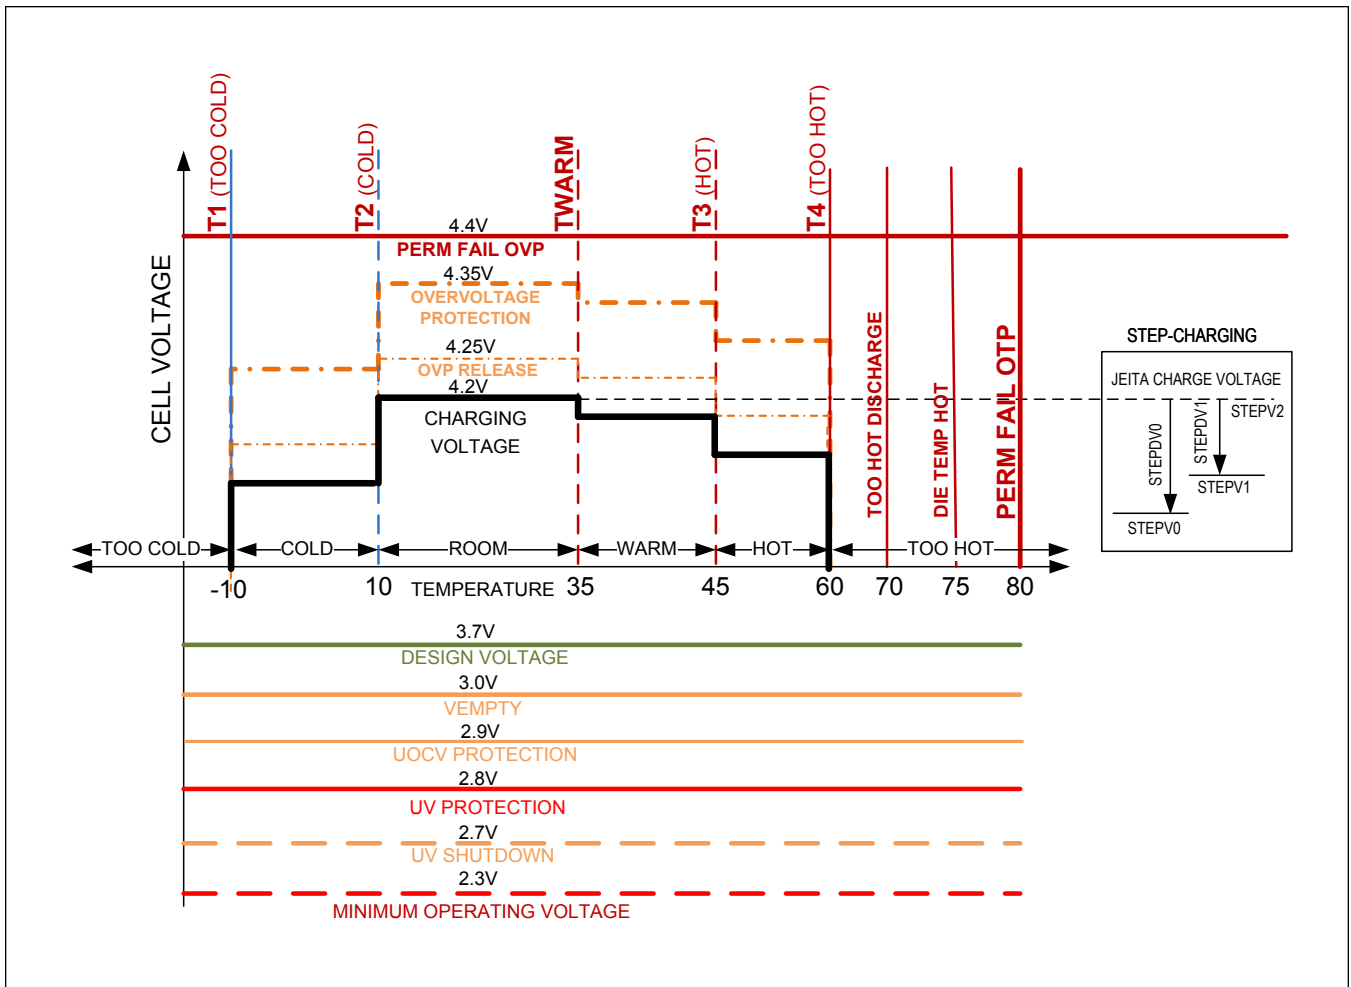 T1 (TOO COLD)
T2 (COLD)
TWARM
T3 (HOT)
T4 (TOO HOT)
CELL VOLTAGE
4.4V
PERM FAIL OVP
4.35V
OVERVOLTAGE
PROTECTION
4.25V
OVP RELEASE
4.2V
CHARGING
VOLTAGE
TOO HOT DISCHARGE
DIE TEMP HOT
PERM FAIL OTP
STEP-CHARGING
JEITA CHARGE VOLTAGE
STEPDV0
STEPDV1
STEPV2
STEPV1
STEPV0
TOO COLD
COLD
ROOM
WARM
HOT
TOO HOT
-10
10
TEMPERATURE
35
45
60
70
75
80
3.7V
DESIGN VOLTAGE
3.0V
VEMPTY
2.9V
UOCV PROTECTION
2.8V
UV PROTECTION
2.7V
UV SHUTDOWN
2.3V
MINIMUM OPERATING VOLTAGE